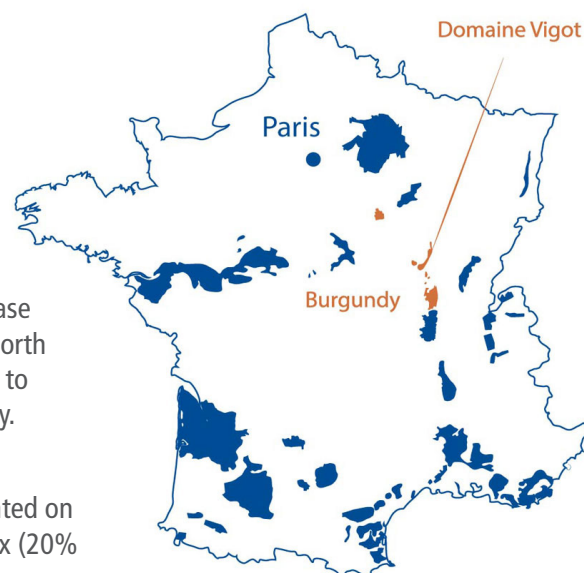 Domaine Vigot
Paris
Burgundy
ase
orth
to
y.
ted on
x (20%